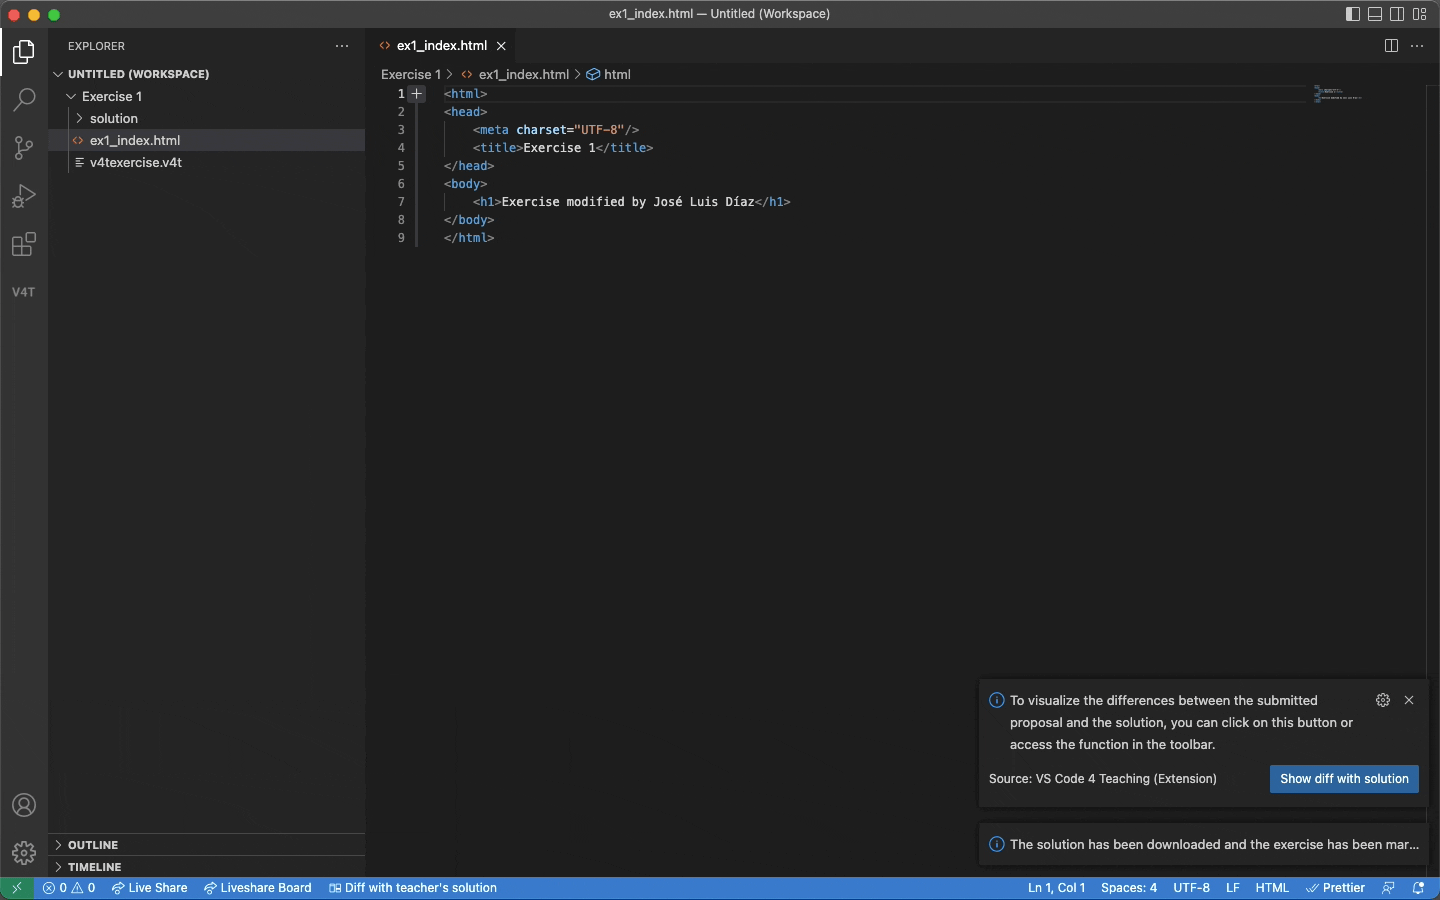 ex1_index.html — Untitled (Workspace)
EXPLORER
ex1_index.html
UNTITLED (WORKSPACE)
Exercise 1
solution
ex1_index.html
v4texercise.v4t
V4T
Exercise 1 > ex1_index.html > html
1 <html>
2 <head>
3 <meta charset="UTF-8"/>
4 <title>Exercise 1</title>
5 </head>
6 <body>
7 <h1>Exercise modified by José Luis Díaz</h1>
8 </body>
9 </html>
To visualize the differences between the submitted
proposal and the solution, you can click on this button or
access the function in the toolbar.
Source: VS Code 4 Teaching (Extension)
Show diff with solution
The solution has been downloaded and the exercise has been mar...
OUTLINE
TIMELINE
0 0 Live Share Liveshare Board Diff with teacher's solution Ln 1, Col 1 Spaces: 4 UTF-8 LF HTML Prettier